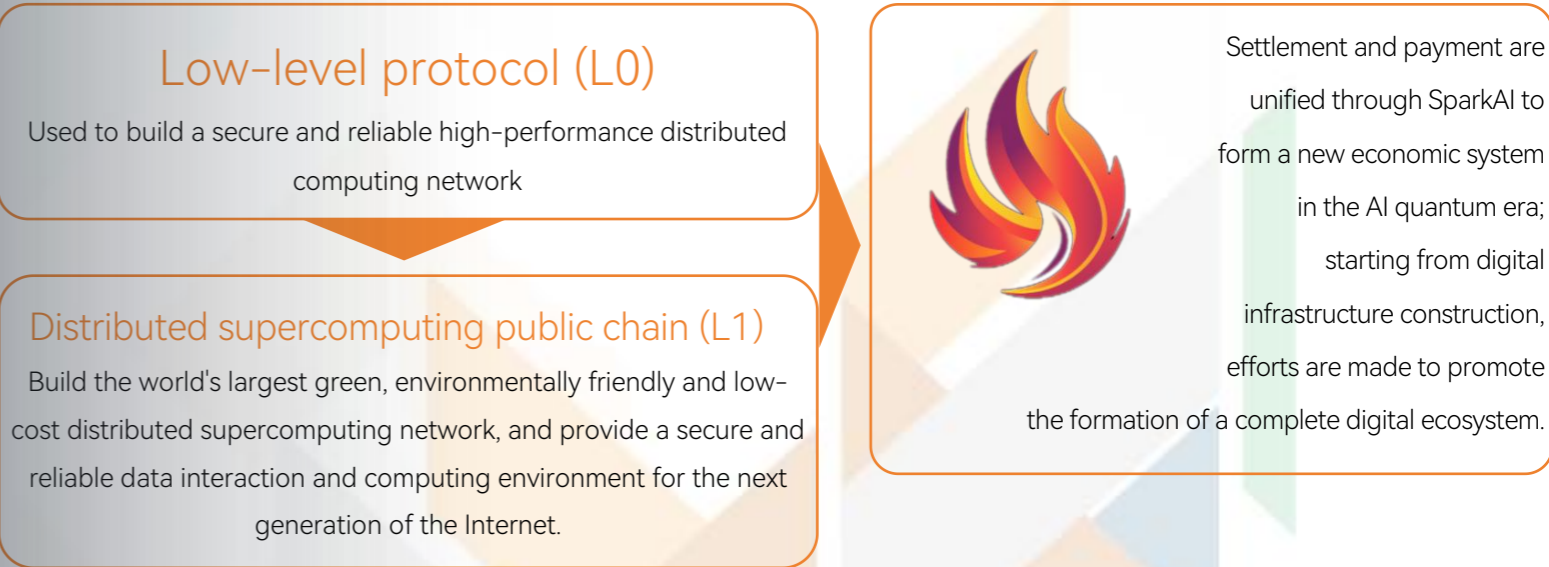 Low-level protocol (L0)
Used to build a secure and reliable high-performance distributed
computing network
Distributed supercomputing public chain (L1)
Build the world's largest green, environmentally friendly and low-
cost distributed supercomputing network, and provide a secure and
reliable data interaction and computing environment for the next
generation of the Internet.
Settlement and payment are
unified through SparkAI to
form a new economic system
in the AI quantum era;
starting from digital
infrastructure construction,
efforts are made to promote
the formation of a complete digital ecosystem.